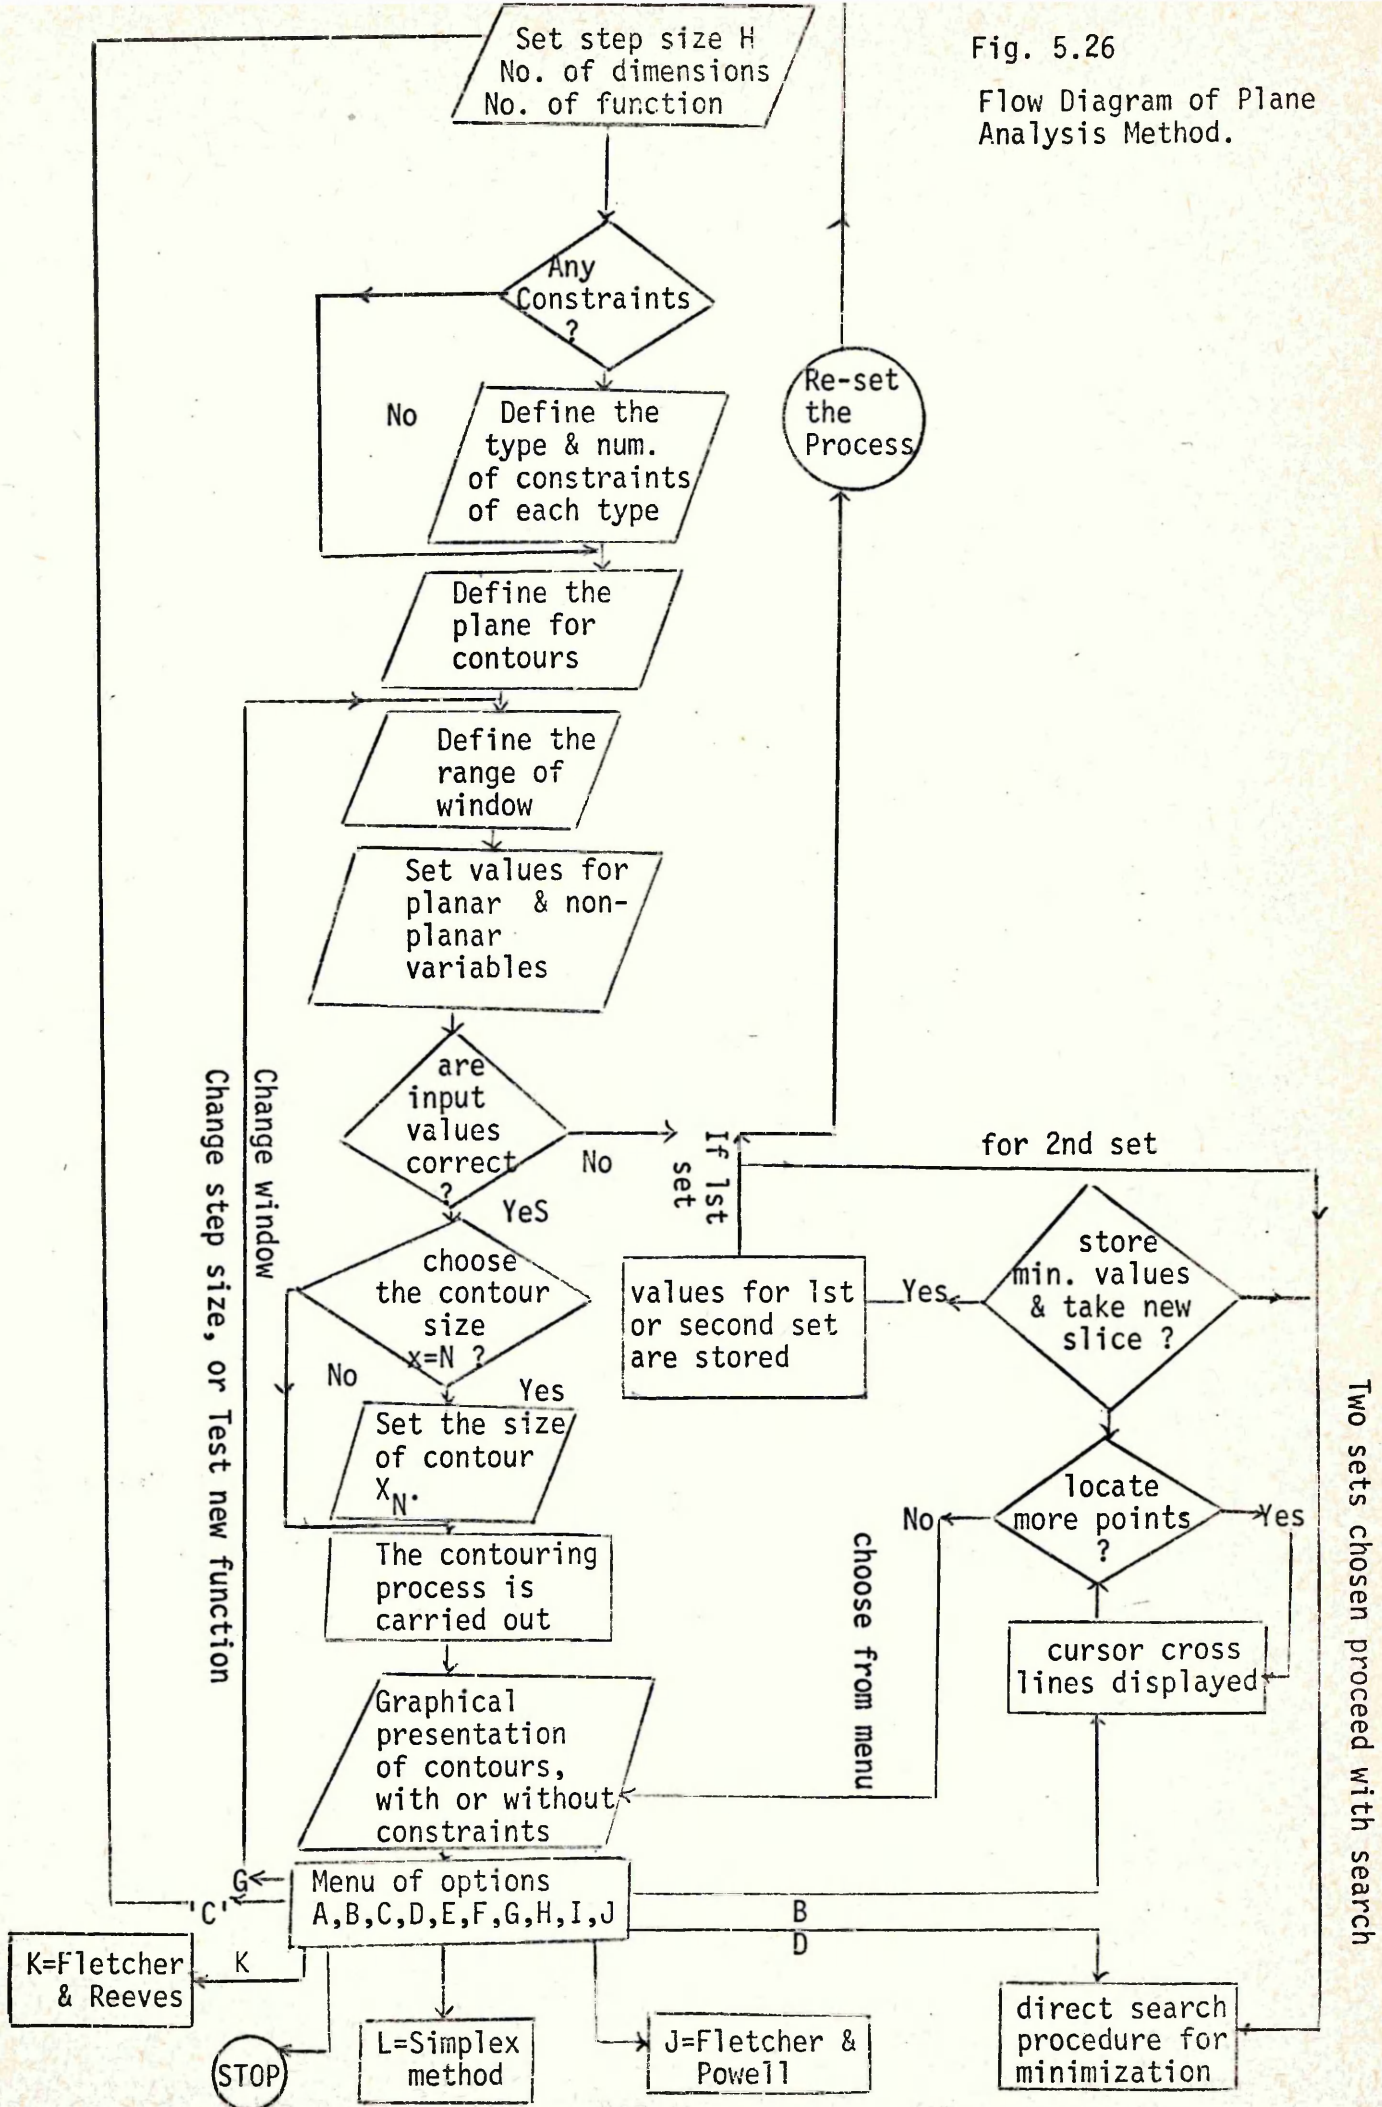 Fig. 5.26
Flow Diagram of Plane
Analysis Method.
Set step size H
No. of dimensions
No. of function
Any
Constraints
?
No
Define the
type & num.
of constraints
of each type
Re-set
the
Process
Define the
plane for
contours
Define the
range of
window
Set values for
planar & non-
planar
variables
are
input
values
correct
?
No
YeS
If 1st
set
for 2nd set
Change window
Change step size, or Test new function
choose
the contour
size
x=N ?
No
Yes
values for 1st
or second set
are stored
Yes
store
min. values
& take new
slice ?
Set the size
of contour
XN.
locate
more points
?
No
Yes
choose from menu
Two sets chosen proceed with search
The contouring
process is
carried out
cursor cross
lines displayed
Graphical
presentation
of contours,
with or without
constraints
G
'C'
Menu of options
A,B,C,D,E,F,G,H,I,J
B
D
K=Fletcher
& Reeves
K
STOP
L=Simplex
method
J=Fletcher &
Powell
direct search
procedure for
minimization